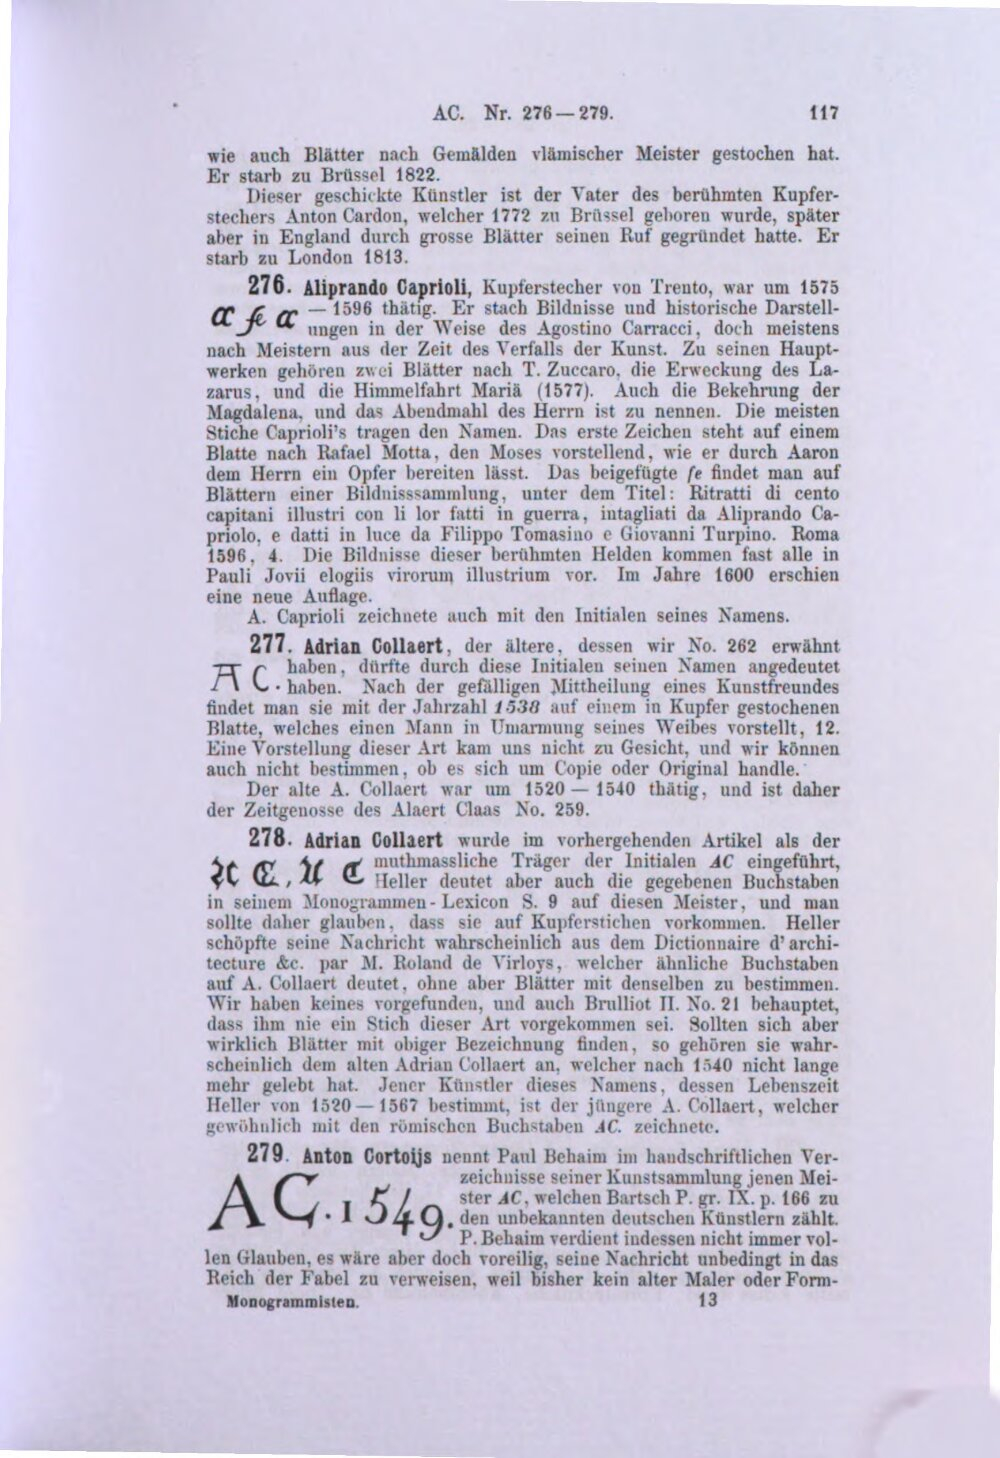 AC. Nr. 276 — 279. 117
wie auch Blätter nach Gemälden vlämischer Meister gestochen hat.
Er starb zu Brüssel 1822.
Dieser geschickte Künstler ist der Vater des berühmten Kupfer-
stechers Anton Cardon, welcher 1772 zu Brüssel geboren wurde, später
aber in England durch grosse Blätter seinen Ruf gegründet hatte. Er
starb zu London 1813.
276. Aliprando Caprioli, Kupferstecher von Trento, war um 1575
— 1596 thätig. Er stach Bildnisse und historische Darstell-
ungen in der Weise des Agostino Carracci, doch meistens
nach Meistern aus der Zeit des Verfalls der Kunst. Zu seinen Haupt-
werken gehören zwei Blätter nach T. Zuccaro, die Erweckung des La-
zarus, und die Himmelfahrt Mariä (1577). Auch die Bekehrung der
Magdalena, und das Abendmahl des Herrn ist zu nennen. Die meisten
Stiche Caprioli's tragen den Namen. Das erste Zeichen steht auf einem
Blatte nach Rafael Motta, den Moses vorstellend, wie er durch Aaron
dem Herrn ein Opfer bereiten lässt. Das beigefügte fe findet man auf
Blättern einer Bildnisssammlung, unter dem Titel: Ritratti di cento
capitani illustri con li lor fatti in guerra, intagliati da Aliprando Ca-
priolo, e datti in luce da Filippo Tomasino e Giovanni Turpino. Roma
1596, 4. Die Bildnisse dieser berühmten Helden kommen fast alle in
Pauli Jovii elogiis virorum illustrium vor. Im Jahre 1600 erschien
eine neue Auflage.
A. Caprioli zeichnete auch mit den Initialen seines Namens.
277. Adrian Collaert, der ältere, dessen wir No. 262 erwähnt
AC. haben, dürfte durch diese Initialen seinen Namen angedeutet
haben. Nach der gefälligen Mittheilung eines Kunstfreundes
findet man sie mit der Jahrzahl 1538 auf einem in Kupfer gestochenen
Blatte, welches einen Mann in Umarmung seines Weibes vorstellt, 12.
Eine Vorstellung dieser Art kam uns nicht zu Gesicht, und wir können
auch nicht bestimmen, ob es sich um Copie oder Original handle.
Der alte A. Collaert war um 1520 — 1540 thätig, und ist daher
der Zeitgenosse des Alaert Claas No. 259.
278. Adrian Collaert wurde im vorhergehenden Artikel als der
muthmassliche Träger der Initialen AC eingeführt,
Heller deutet aber auch die gegebenen Buchstaben
in seinem Monogrammen-Lexicon S. 9 auf diesen Meister, und man
sollte daher glauben, dass sie auf Kupferstichen vorkommen. Heller
schöpfte seine Nachricht wahrscheinlich aus dem Dictionnaire d'archi-
tecture &c. par M. Roland de Virloys, welcher ähnliche Buchstaben
auf A. Collaert deutet, ohne aber Blätter mit denselben zu bestimmen.
Wir haben keines vorgefunden, und auch Brulliot II. No. 21 behauptet,
dass ihm nie ein Stich dieser Art vorgekommen sei. Sollten sich aber
wirklich Blätter mit obiger Bezeichnung finden, so gehören sie wahr-
scheinlich dem alten Adrian Collaert an, welcher nach 1540 nicht lange
mehr gelebt hat. Jener Künstler dieses Namens, dessen Lebenszeit
Heller von 1520 — 1567 bestimmt, ist der jüngere A. Collaert, welcher
gewöhnlich mit den römischen Buchstaben AC. zeichnete.
279. Anton Cortoijs nennt Paul Behaim im handschriftlichen Ver-
zeichnisse seiner Kunstsammlung jenen Mei-
AC. 1549. ster AC, welchen Bartsch P. gr. IX. p. 166 zu
den unbekannten deutschen Künstlern zählt.
P. Behaim verdient indessen nicht immer vol-
len Glauben, es wäre aber doch voreilig, seine Nachricht unbedingt in das
Reich der Fabel zu verweisen, weil bisher kein alter Maler oder Form-
Monogrammisten. 13